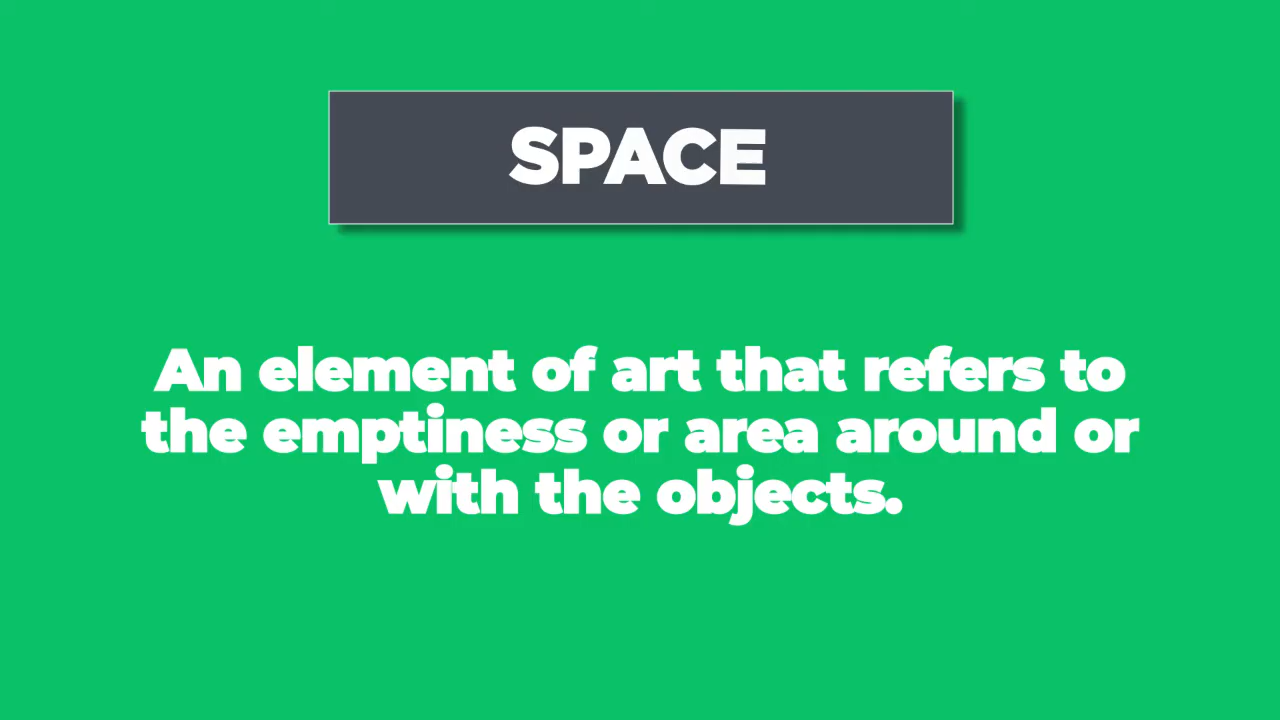 SPACE
An element of art that refers to
the emptiness or area around or
with the objects.